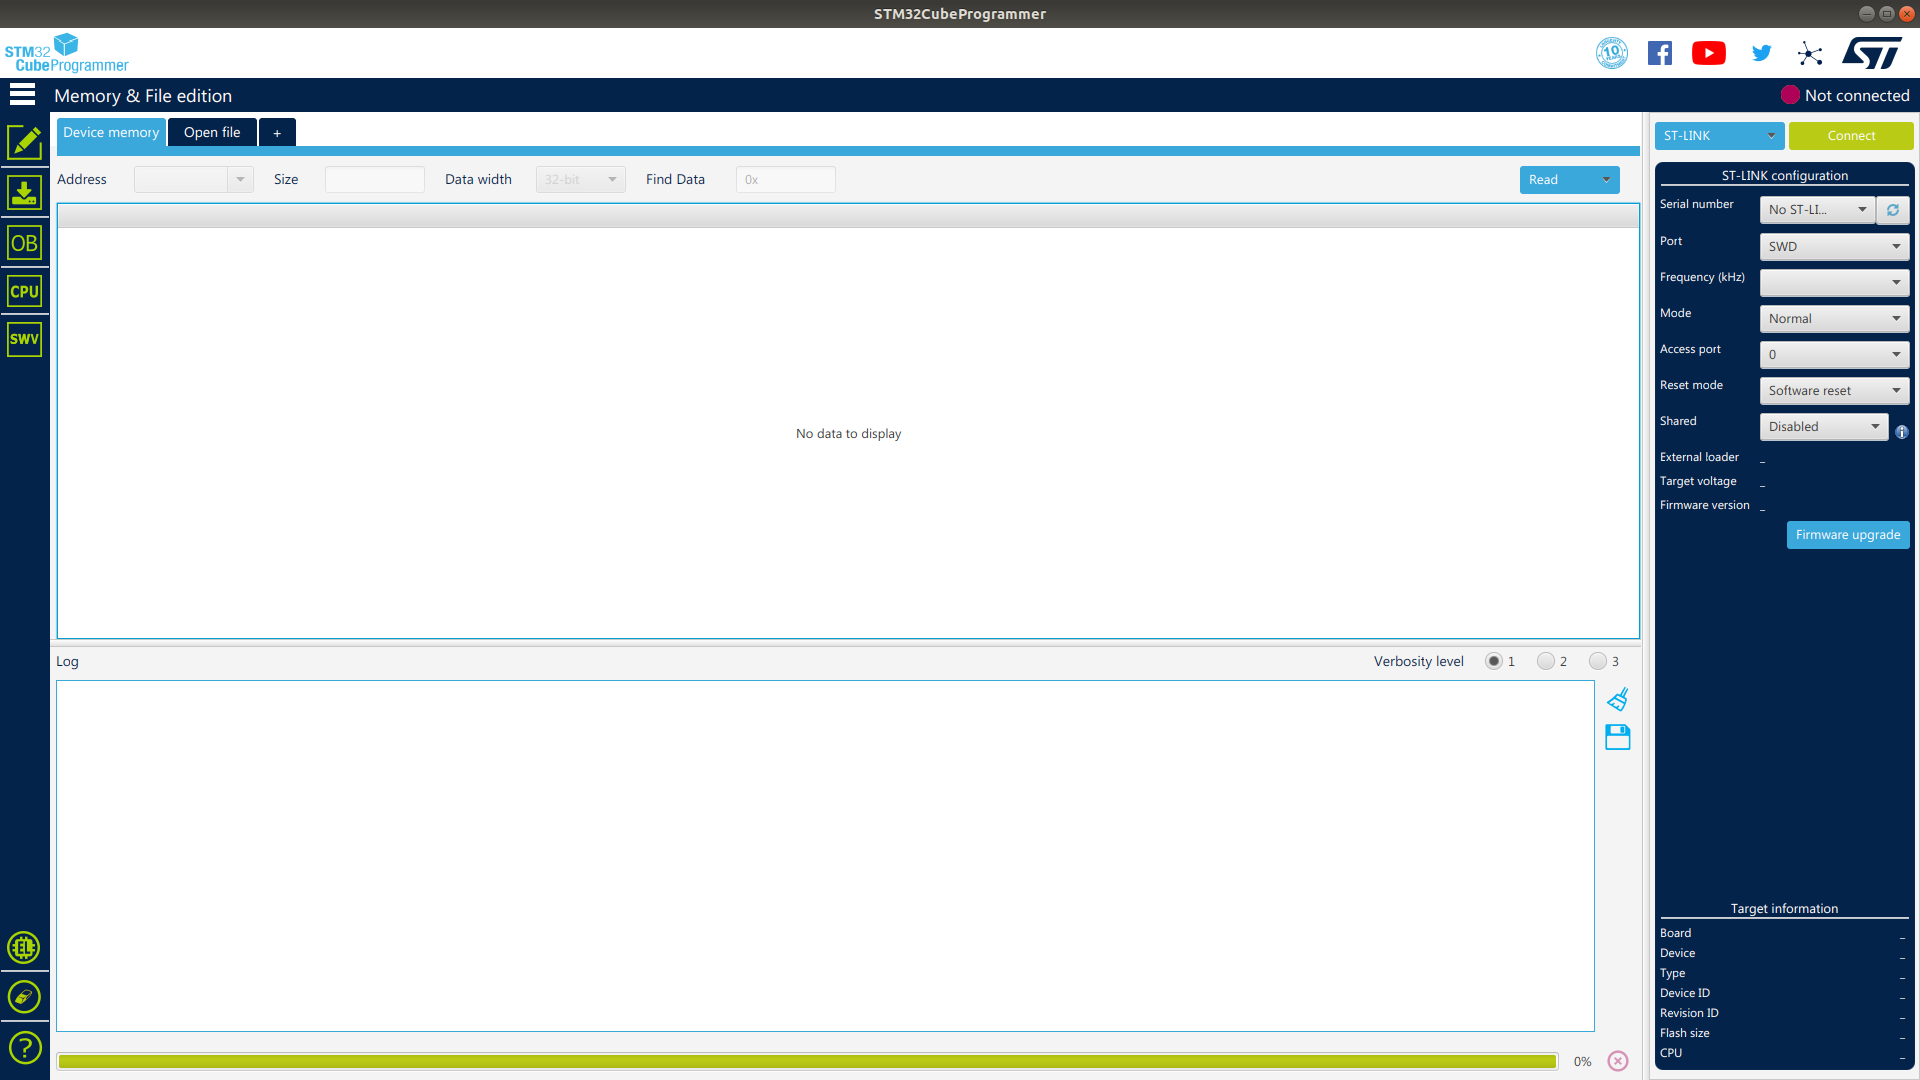 STM32CubeProgrammer
STM32
CubeProgrammer
10
Memory & File edition
Not connected
Device memory
Open file
+
ST-LINK
Connect
Address
Size
Data width
32-bit
Find Data
0x
Read
ST-LINK configuration
Serial number
No ST-LI...
Port
SWD
Frequency (kHz)
Mode
Normal
Access port
0
Reset mode
Software reset
Shared
Disabled
External loader _
Target voltage _
Firmware version _
Firmware upgrade
OB
CPU
SWV
No data to display
Log
Verbosity level
1
2
3
Target information
Board _
Device _
Type _
Device ID _
Revision ID _
Flash size _
CPU _
EL
?
0%